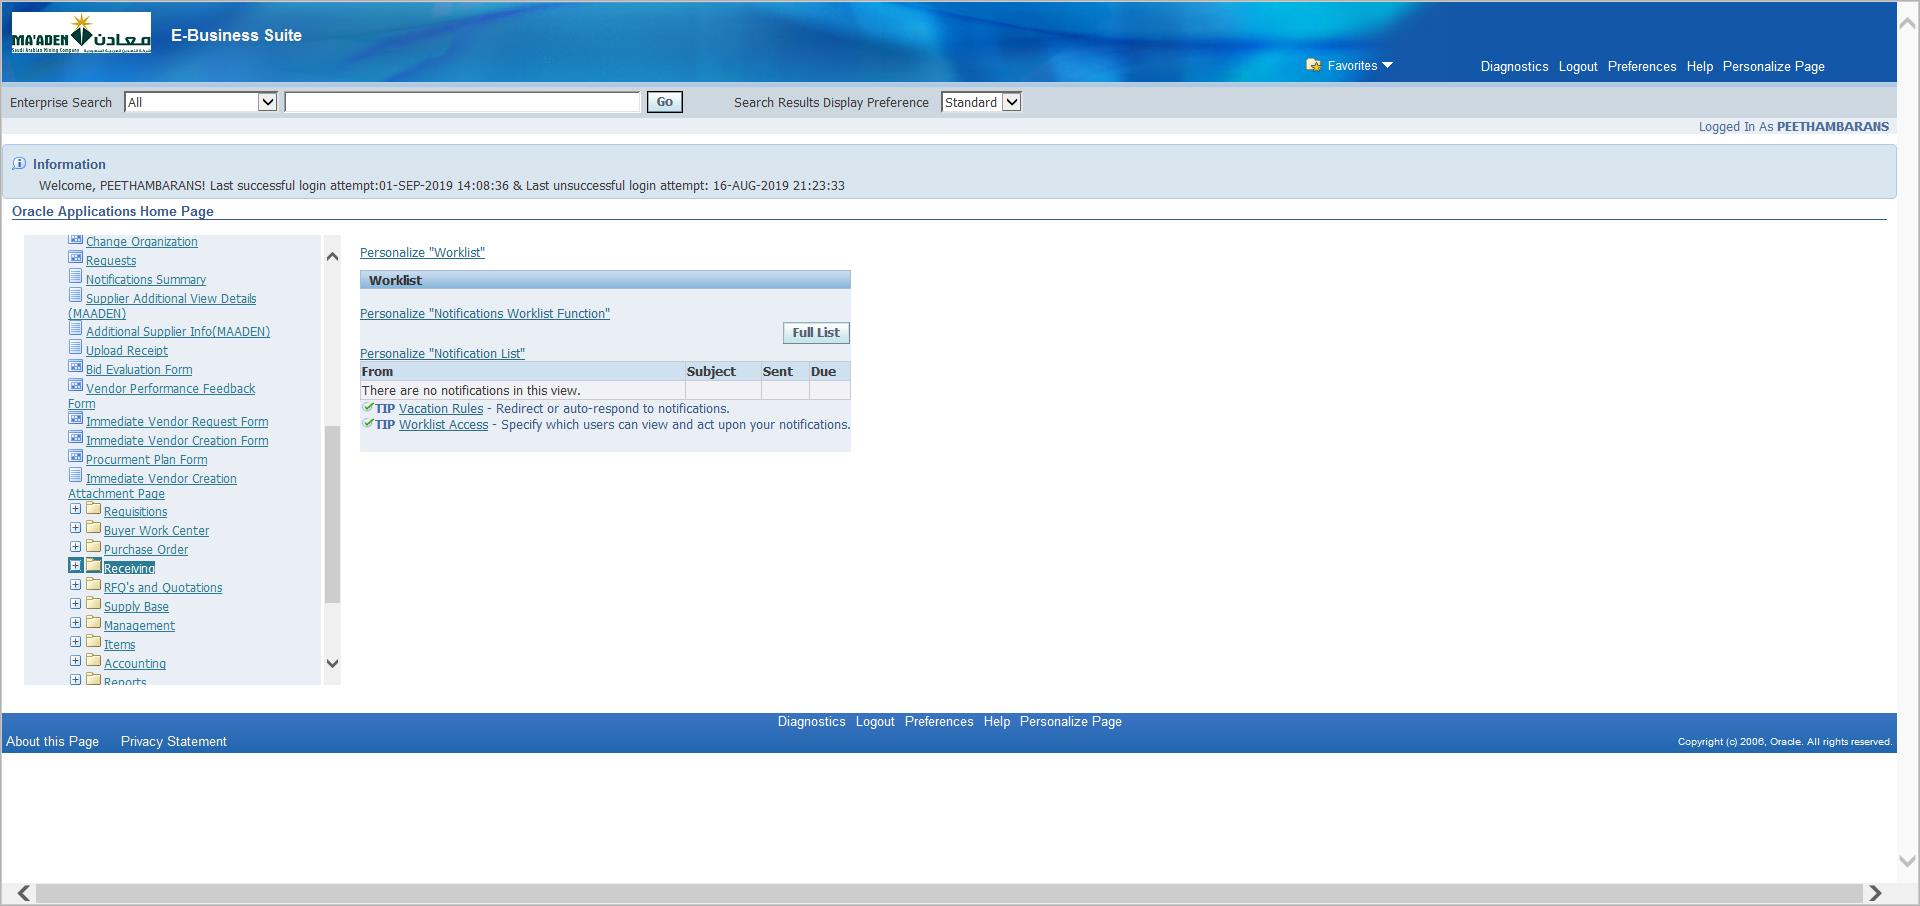 MA'ADEN معادن
Saudi Arabian Mining Company
E-Business Suite
Favorites
Diagnostics Logout Preferences Help Personalize Page
Enterprise Search All Go Search Results Display Preference Standard
Logged In As PEETHAMBARANS
Information
Welcome, PEETHAMBARANS! Last successful login attempt:01-SEP-2019 14:08:36 & Last unsuccessful login attempt: 16-AUG-2019 21:23:33
Oracle Applications Home Page
Change Organization
Requests
Notifications Summary
Supplier Additional View Details
(MAADEN)
Additional Supplier Info(MAADEN)
Upload Receipt
Bid Evaluation Form
Vendor Performance Feedback
Form
Immediate Vendor Request Form
Immediate Vendor Creation Form
Procurment Plan Form
Immediate Vendor Creation
Attachment Page
Requisitions
Buyer Work Center
Purchase Order
Receiving
RFQ's and Quotations
Supply Base
Management
Items
Accounting
Reports
Personalize "Worklist"
Worklist
Personalize "Notifications Worklist Function"
Full List
Personalize "Notification List"
From Subject Sent Due
There are no notifications in this view.
TIP Vacation Rules - Redirect or auto-respond to notifications.
TIP Worklist Access - Specify which users can view and act upon your notifications.
Diagnostics Logout Preferences Help Personalize Page
About this Page Privacy Statement
Copyright (c) 2006, Oracle. All rights reserved.